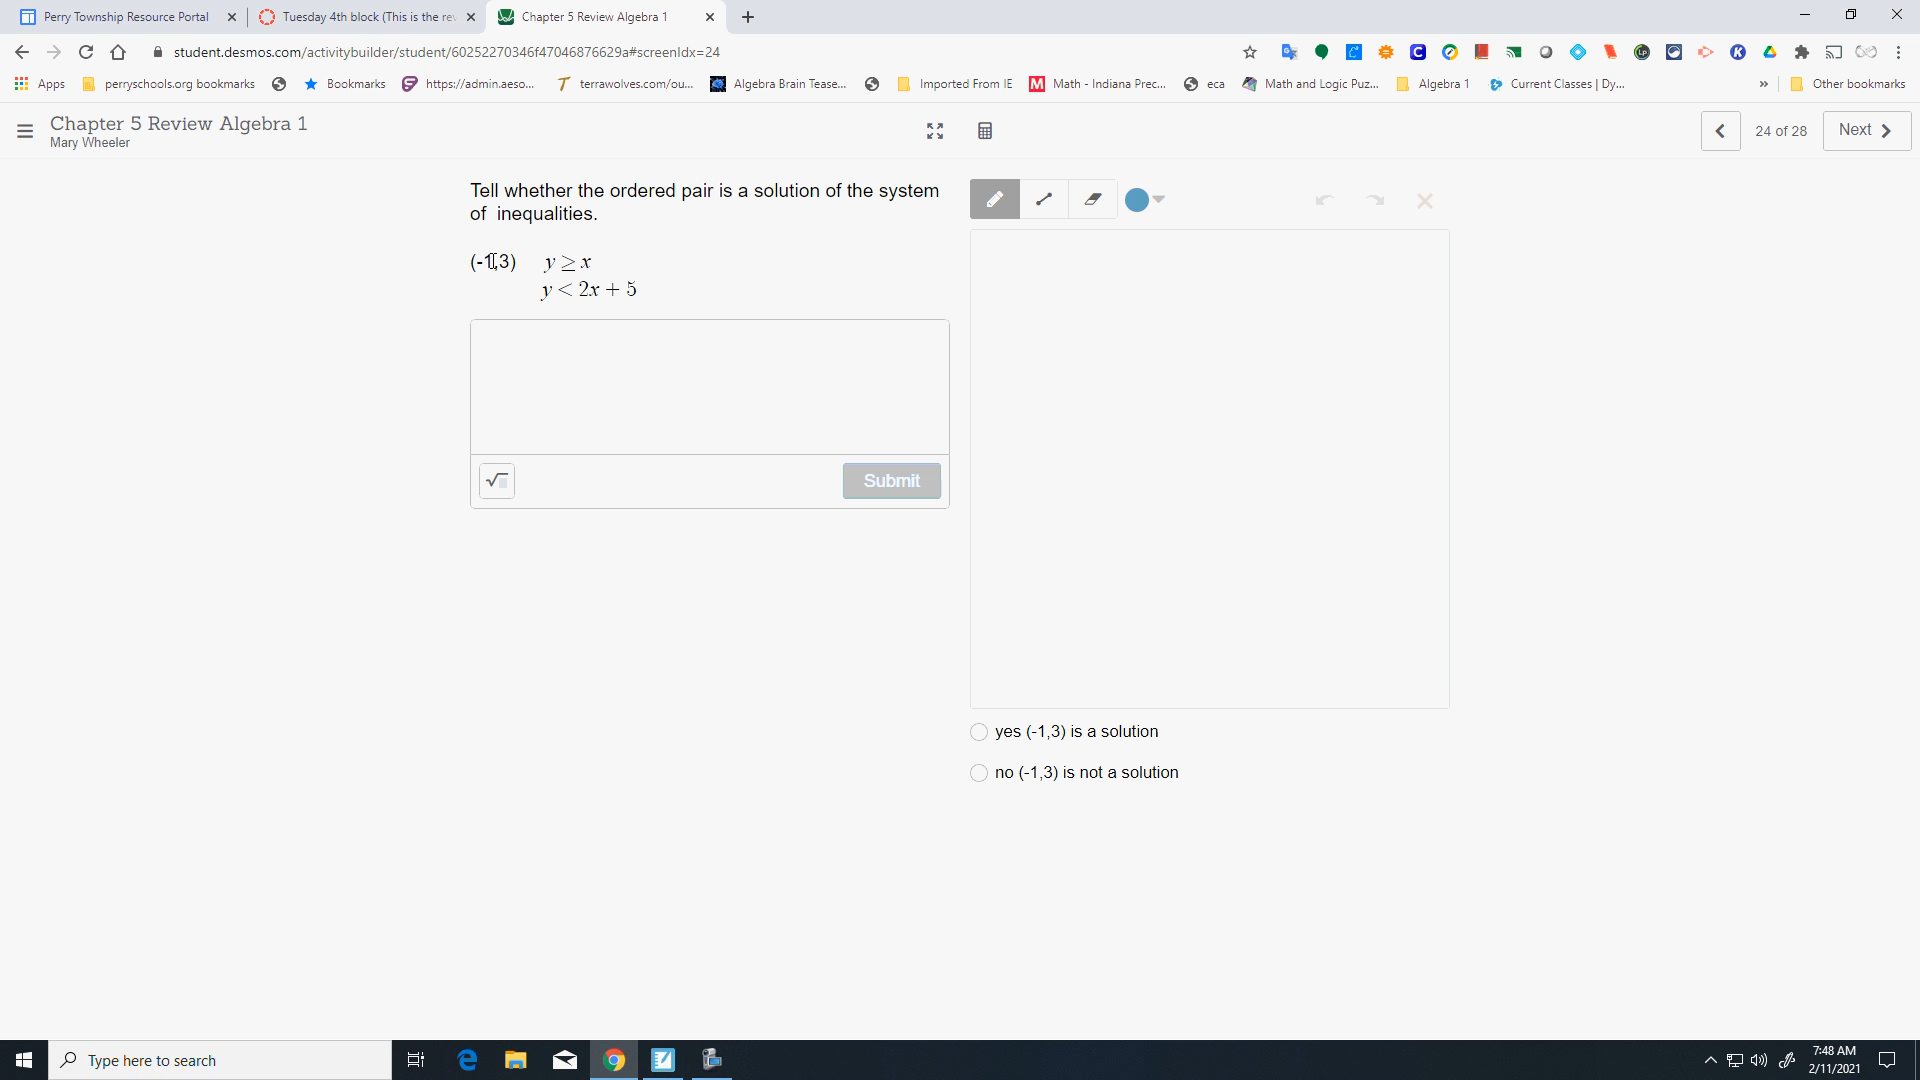 Perry Township Resource Portal
Tuesday 4th block (This is the rev
Chapter 5 Review Algebra 1
student.desmos.com/activitybuilder/student/60252270346f47046876629a#screenIdx=24
Apps
perryschools.org bookmarks
Bookmarks
https://admin.aeso...
terrawolves.com/ou...
Algebra Brain Tease...
Imported From IE
Math - Indiana Prec...
eca
Math and Logic Puz...
Algebra 1
Current Classes | Dy...
Other bookmarks
Chapter 5 Review Algebra 1
Mary Wheeler
24 of 28
Next
Tell whether the ordered pair is a solution of the system
of inequalities.
(-1,3) y ≥ x
y < 2x + 5
Submit
yes (-1,3) is a solution
no (-1,3) is not a solution
Type here to search
7:48 AM
2/11/2021